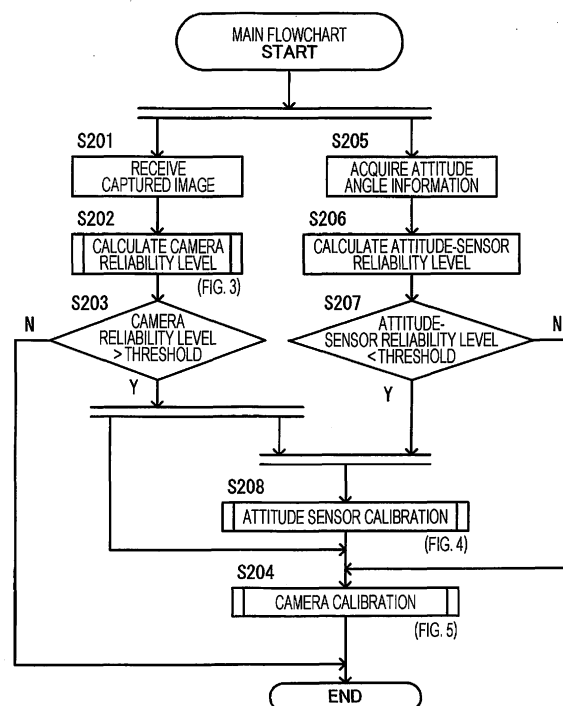 MAIN FLOWCHART
START
S201
RECEIVE
CAPTURED IMAGE
S202
CALCULATE CAMERA
RELIABILITY LEVEL
(FIG. 3)
S203
CAMERA
RELIABILITY LEVEL
> THRESHOLD
N
Y
S205
ACQUIRE ATTITUDE
ANGLE INFORMATION
S206
CALCULATE ATTITUDE-SENSOR
RELIABILITY LEVEL
S207
ATTITUDE-
SENSOR RELIABILITY LEVEL
< THRESHOLD
N
Y
S208
ATTITUDE SENSOR CALIBRATION
(FIG. 4)
S204
CAMERA CALIBRATION
(FIG. 5)
END